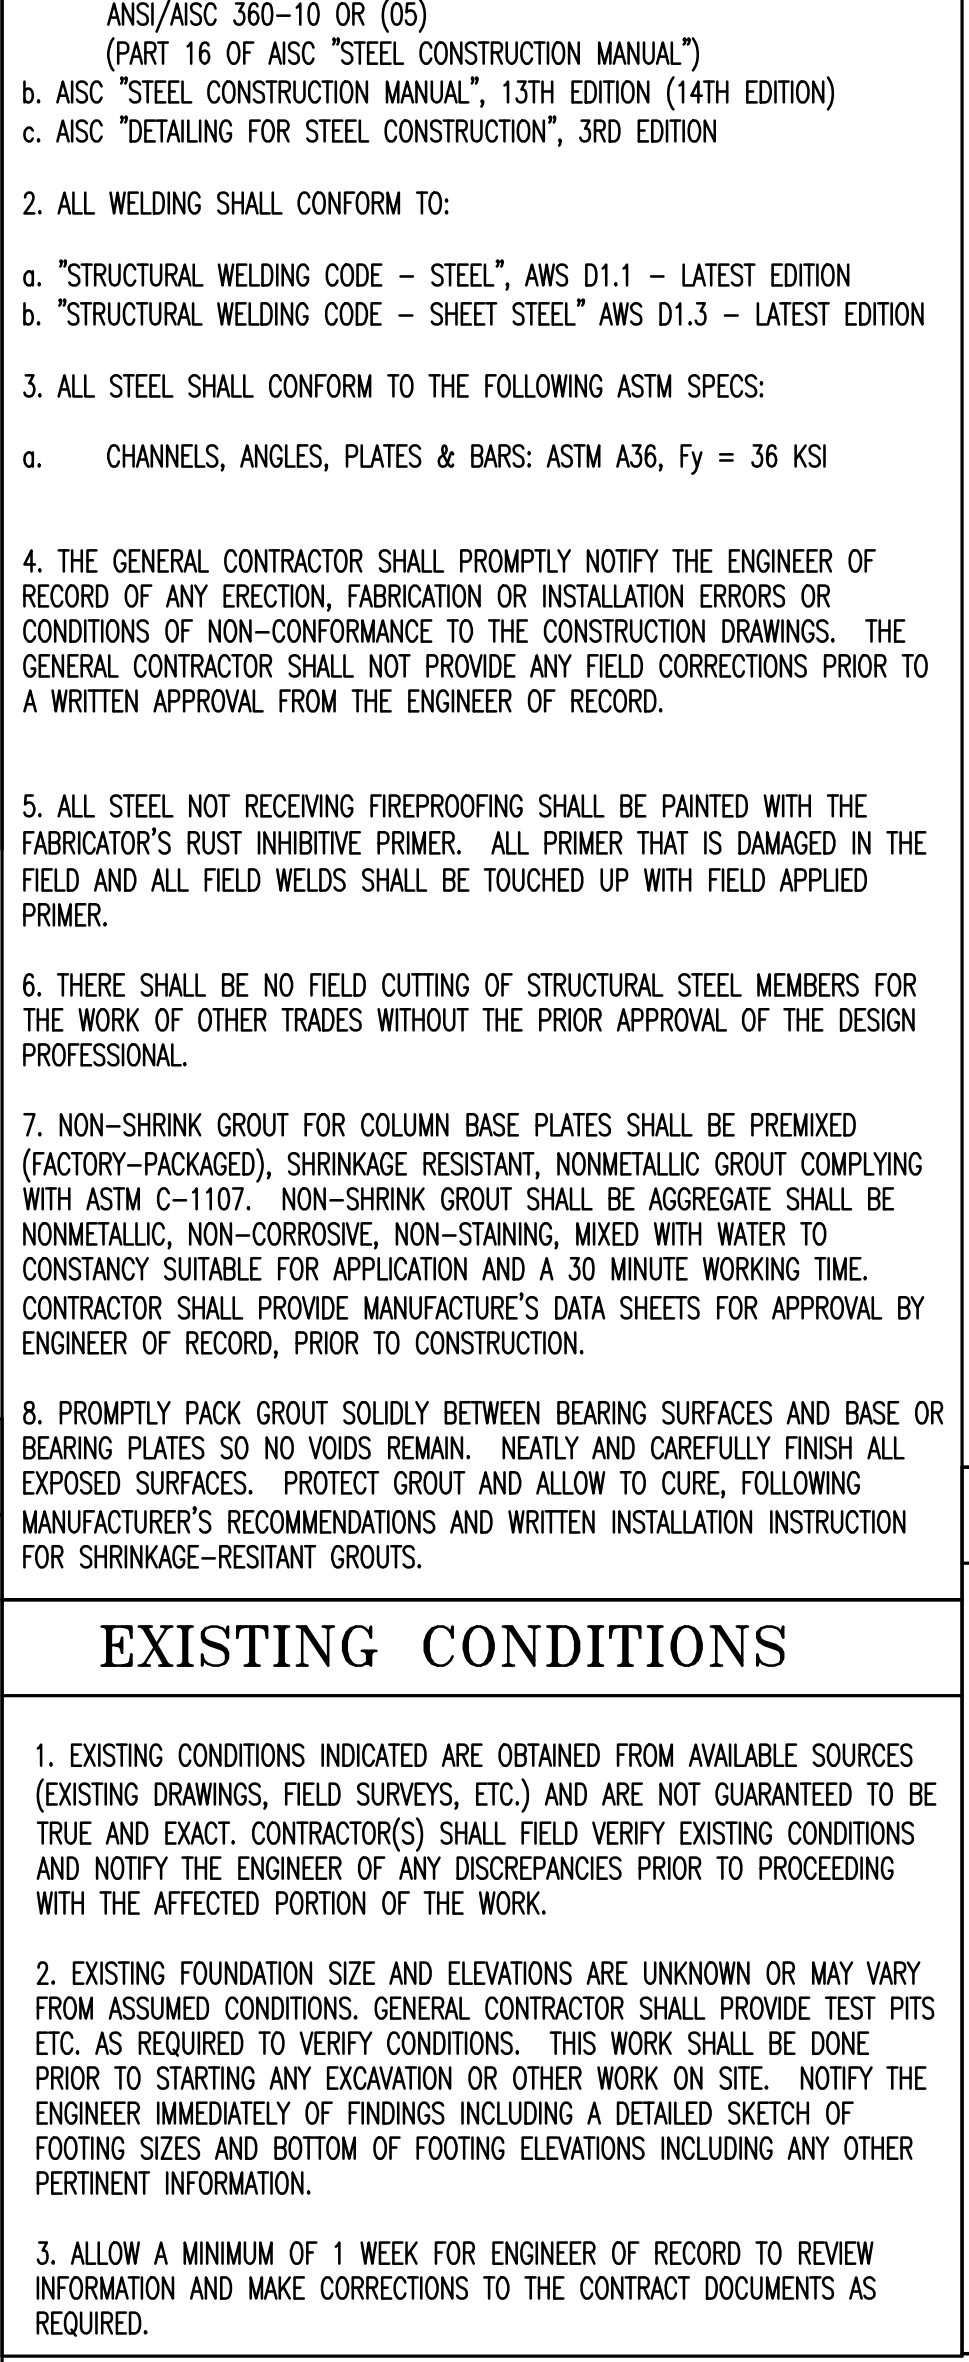 ANSI/AISC 360-10 OR (05)
(PART 16 OF AISC "STEEL CONSTRUCTION MANUAL")
b. AISC "STEEL CONSTRUCTION MANUAL", 13TH EDITION (14TH EDITION)
c. AISC "DETAILING FOR STEEL CONSTRUCTION", 3RD EDITION
2. ALL WELDING SHALL CONFORM TO:
a. "STRUCTURAL WELDING CODE - STEEL", AWS D1.1 - LATEST EDITION
b. "STRUCTURAL WELDING CODE - SHEET STEEL" AWS D1.3 - LATEST EDITION
3. ALL STEEL SHALL CONFORM TO THE FOLLOWING ASTM SPECS:
a. CHANNELS, ANGLES, PLATES & BARS: ASTM A36, Fy = 36 KSI
4. THE GENERAL CONTRACTOR SHALL PROMPTLY NOTIFY THE ENGINEER OF
RECORD OF ANY ERECTION, FABRICATION OR INSTALLATION ERRORS OR
CONDITIONS OF NON-CONFORMANCE TO THE CONSTRUCTION DRAWINGS. THE
GENERAL CONTRACTOR SHALL NOT PROVIDE ANY FIELD CORRECTIONS PRIOR TO
A WRITTEN APPROVAL FROM THE ENGINEER OF RECORD.
5. ALL STEEL NOT RECEIVING FIREPROOFING SHALL BE PAINTED WITH THE
FABRICATOR'S RUST INHIBITIVE PRIMER. ALL PRIMER THAT IS DAMAGED IN THE
FIELD AND ALL FIELD WELDS SHALL BE TOUCHED UP WITH FIELD APPLIED
PRIMER.
6. THERE SHALL BE NO FIELD CUTTING OF STRUCTURAL STEEL MEMBERS FOR
THE WORK OF OTHER TRADES WITHOUT THE PRIOR APPROVAL OF THE DESIGN
PROFESSIONAL.
7. NON-SHRINK GROUT FOR COLUMN BASE PLATES SHALL BE PREMIXED
(FACTORY-PACKAGED), SHRINKAGE RESISTANT, NONMETALLIC GROUT COMPLYING
WITH ASTM C-1107. NON-SHRINK GROUT SHALL BE AGGREGATE SHALL BE
NONMETALLIC, NON-CORROSIVE, NON-STAINING, MIXED WITH WATER TO
CONSTANCY SUITABLE FOR APPLICATION AND A 30 MINUTE WORKING TIME.
CONTRACTOR SHALL PROVIDE MANUFACTURE'S DATA SHEETS FOR APPROVAL BY
ENGINEER OF RECORD, PRIOR TO CONSTRUCTION.
8. PROMPTLY PACK GROUT SOLIDLY BETWEEN BEARING SURFACES AND BASE OR
BEARING PLATES SO NO VOIDS REMAIN. NEATLY AND CAREFULLY FINISH ALL
EXPOSED SURFACES. PROTECT GROUT AND ALLOW TO CURE, FOLLOWING
MANUFACTURER'S RECOMMENDATIONS AND WRITTEN INSTALLATION INSTRUCTION
FOR SHRINKAGE-RESITANT GROUTS.
EXISTING CONDITIONS
1. EXISTING CONDITIONS INDICATED ARE OBTAINED FROM AVAILABLE SOURCES
(EXISTING DRAWINGS, FIELD SURVEYS, ETC.) AND ARE NOT GUARANTEED TO BE
TRUE AND EXACT. CONTRACTOR(S) SHALL FIELD VERIFY EXISTING CONDITIONS
AND NOTIFY THE ENGINEER OF ANY DISCREPANCIES PRIOR TO PROCEEDING
WITH THE AFFECTED PORTION OF THE WORK.
2. EXISTING FOUNDATION SIZE AND ELEVATIONS ARE UNKNOWN OR MAY VARY
FROM ASSUMED CONDITIONS. GENERAL CONTRACTOR SHALL PROVIDE TEST PITS
ETC. AS REQUIRED TO VERIFY CONDITIONS. THIS WORK SHALL BE DONE
PRIOR TO STARTING ANY EXCAVATION OR OTHER WORK ON SITE. NOTIFY THE
ENGINEER IMMEDIATELY OF FINDINGS INCLUDING A DETAILED SKETCH OF
FOOTING SIZES AND BOTTOM OF FOOTING ELEVATIONS INCLUDING ANY OTHER
PERTINENT INFORMATION.
3. ALLOW A MINIMUM OF 1 WEEK FOR ENGINEER OF RECORD TO REVIEW
INFORMATION AND MAKE CORRECTIONS TO THE CONTRACT DOCUMENTS AS
REQUIRED.